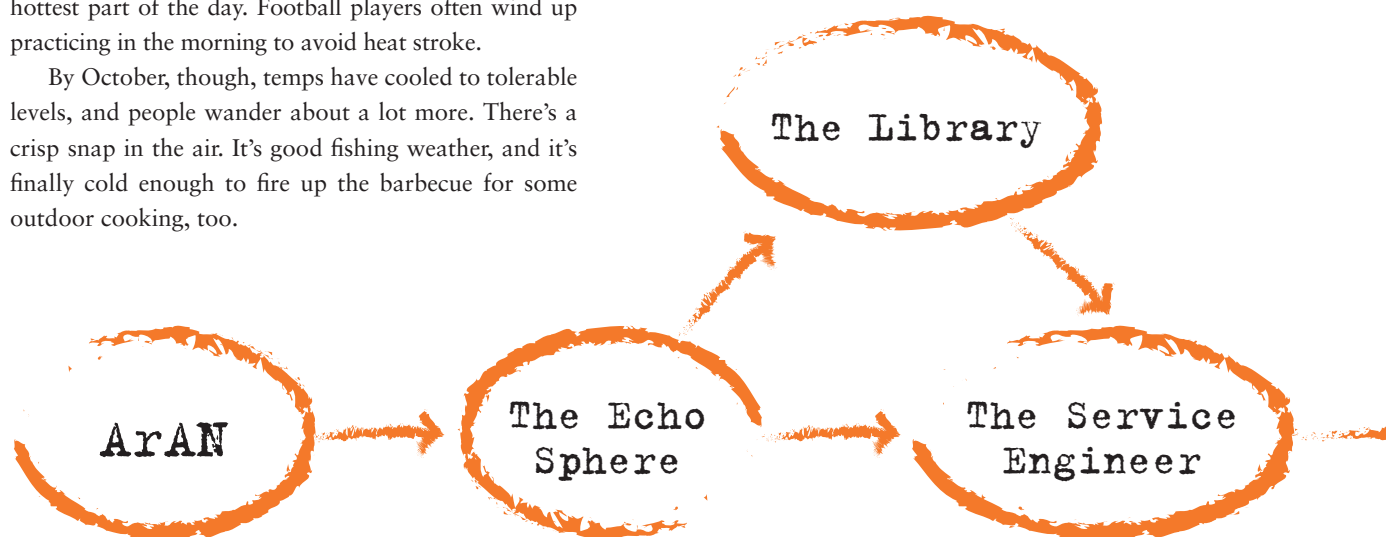 hottest part of the day. Football players often wind up
practicing in the morning to avoid heat stroke.
By October, though, temps have cooled to tolerable
levels, and people wander about a lot more. There’s a
crisp snap in the air. It’s good fishing weather, and it’s
finally cold enough to fire up the barbecue for some
outdoor cooking, too.
The Library
ArAN
The Echo
Sphere
The Service
Engineer